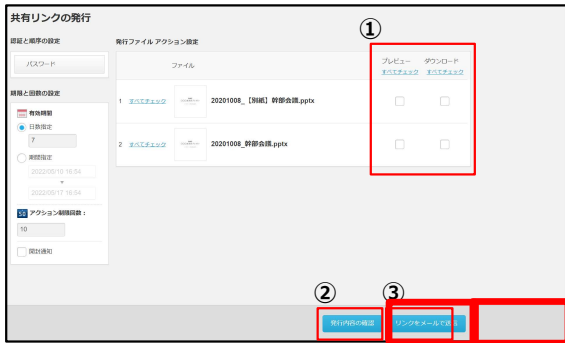 共有リンクの発行
認証と順序の設定
発行ファイル アクション設定
①
パスワード
ファイル
プレビュー
ダウンロード
すべてチェック
すべてチェック
期限と回数の設定
有効期間
日数指定
7
期間指定
2022/05/10 16:54
▼
2022/05/17 16:54
1 すべてチェック 20201008_【別紙】幹部会議.pptx
2 すべてチェック 20201008_幹部会議.pptx
50 アクション制限回数：
10
開封通知
②
③
発行内容の確認
リンクをメールで送信